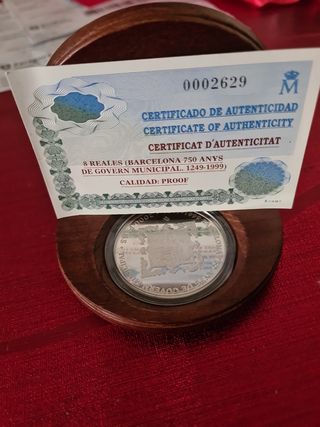 0002629
M
CERTIFICADO DE AUTENTICIDAD
CERTIFICATE OF AUTHENTICITY
CERTIFICAT D'AUTENTICITAT
8 REALES (BARCELONA 750 ANYS
DE GOVERN MUNICIPAL. 1249-1999)
CALIDAD: PROOF